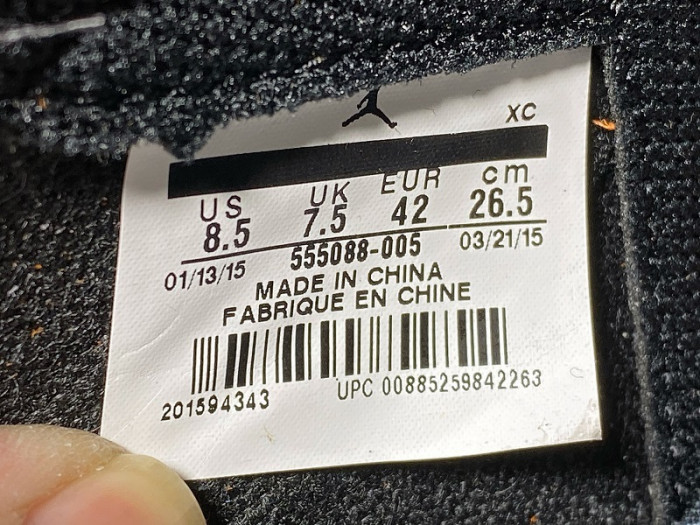 XC
US UK EUR cm
8.5 7.5 42 26.5
01/13/15 555088-005 03/21/15
MADE IN CHINA
FABRIQUE EN CHINE
201594343 UPC 00885259842263